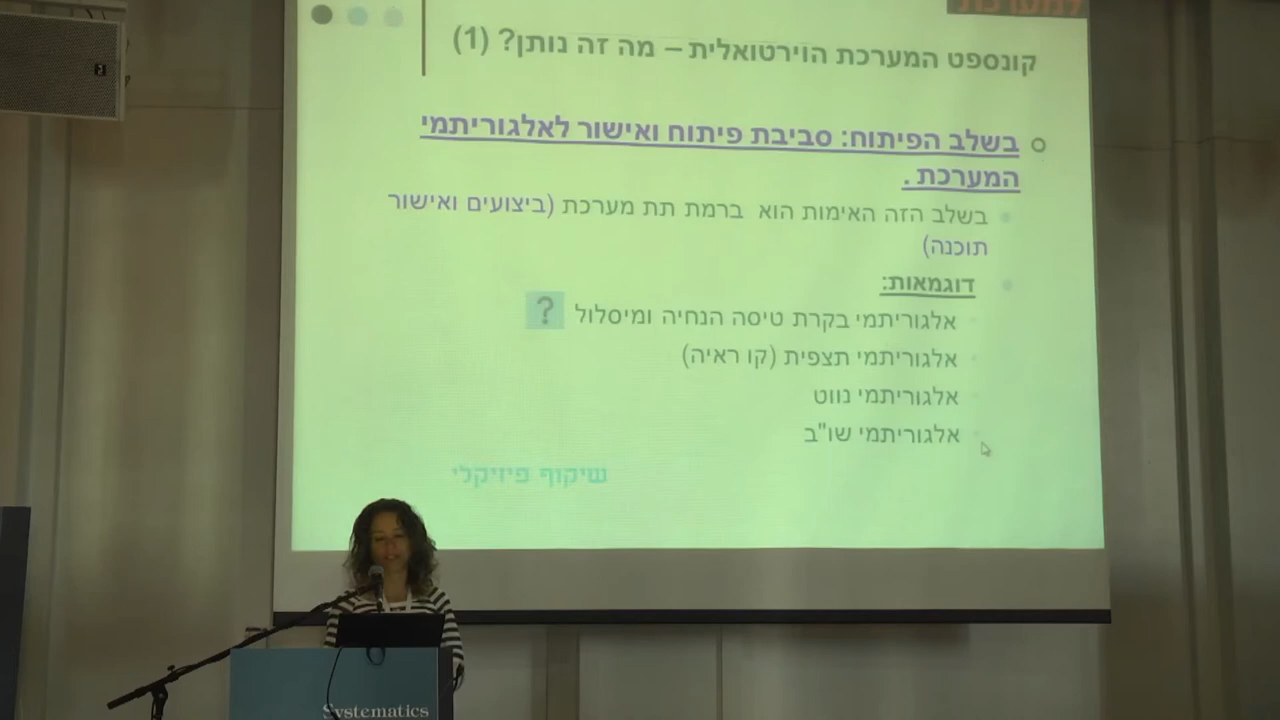 למערכת
קונספט המערכת הוירטואלית – מה זה נותן? (1)
בשלב הפיתוח: סביבת פיתוח ואישור לאלגוריתמי
המערכת .
בשלב הזה האימות הוא ברמת תת מערכת (ביצועים ואישור
תוכנה)
דוגמאות:
אלגוריתמי בקרת טיסה הנחיה ומיסלול ?
אלגוריתמי תצפית (קו ראיה)
אלגוריתמי נווט
אלגוריתמי שו"ב
שיקוף פיזיקלי
Systematics